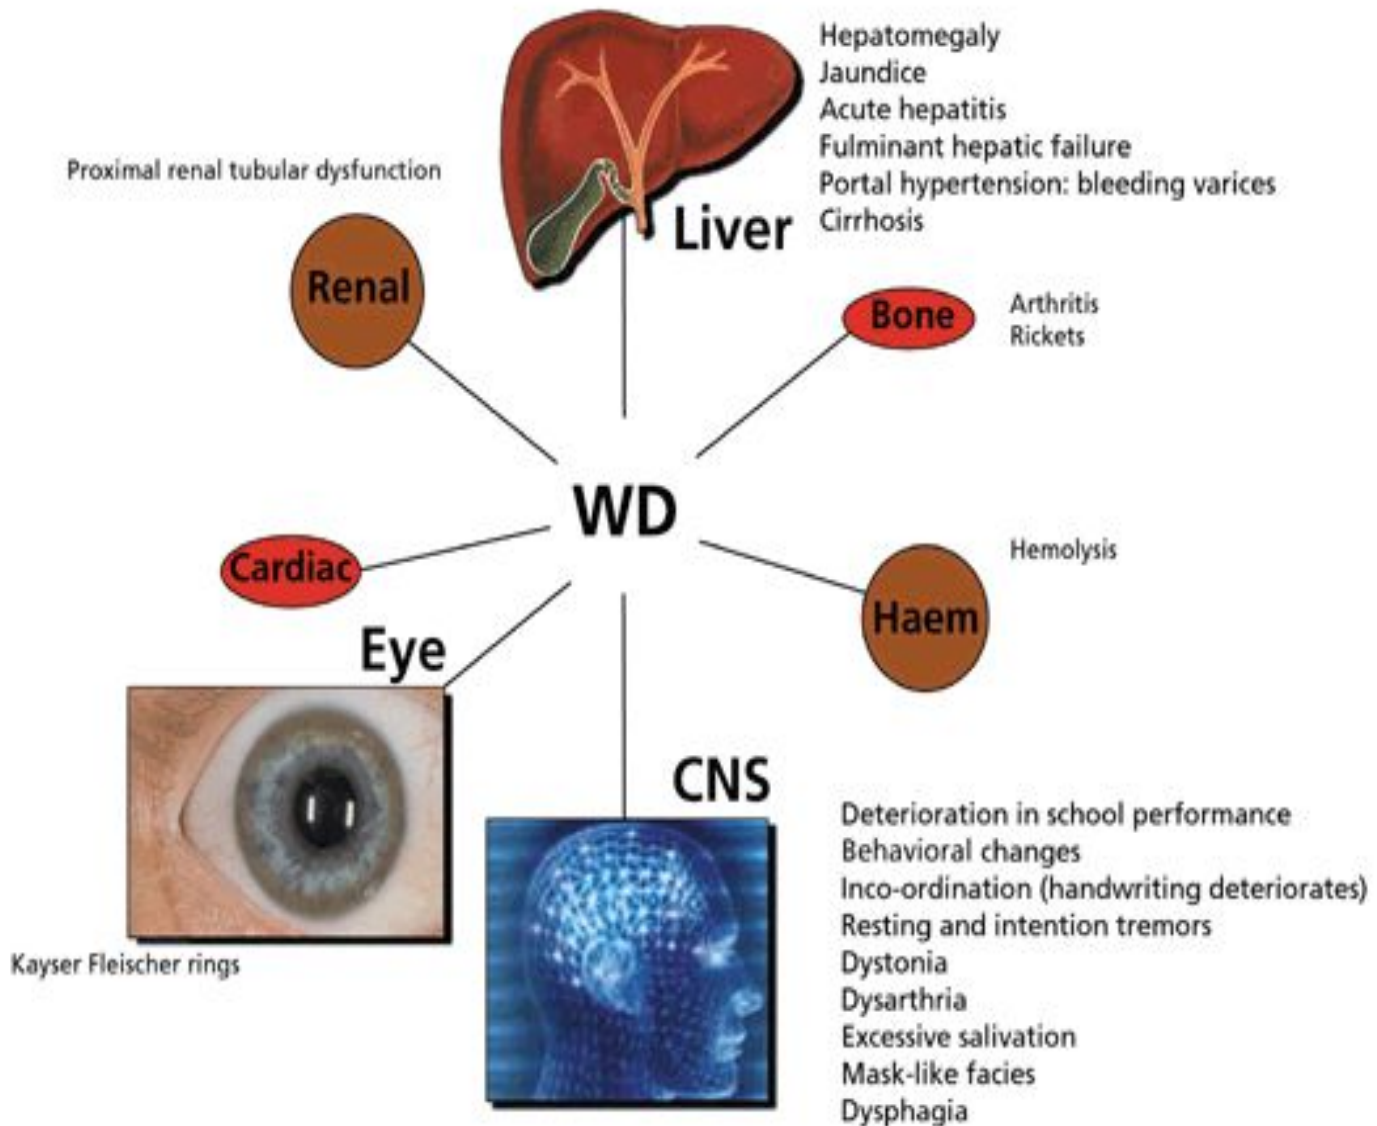 Hepatomegaly
Jaundice
Acute hepatitis
Fulminant hepatic failure
Portal hypertension: bleeding varices
Cirrhosis
Liver
Proximal renal tubular dysfunction
Renal
Bone
Arthritis
Rickets
WD
Cardiac
Hemolysis
Haem
Eye
Kayser Fleischer rings
CNS
Deterioration in school performance
Behavioral changes
Inco-ordination (handwriting deteriorates)
Resting and intention tremors
Dystonia
Dysarthria
Excessive salivation
Mask-like facies
Dysphagia